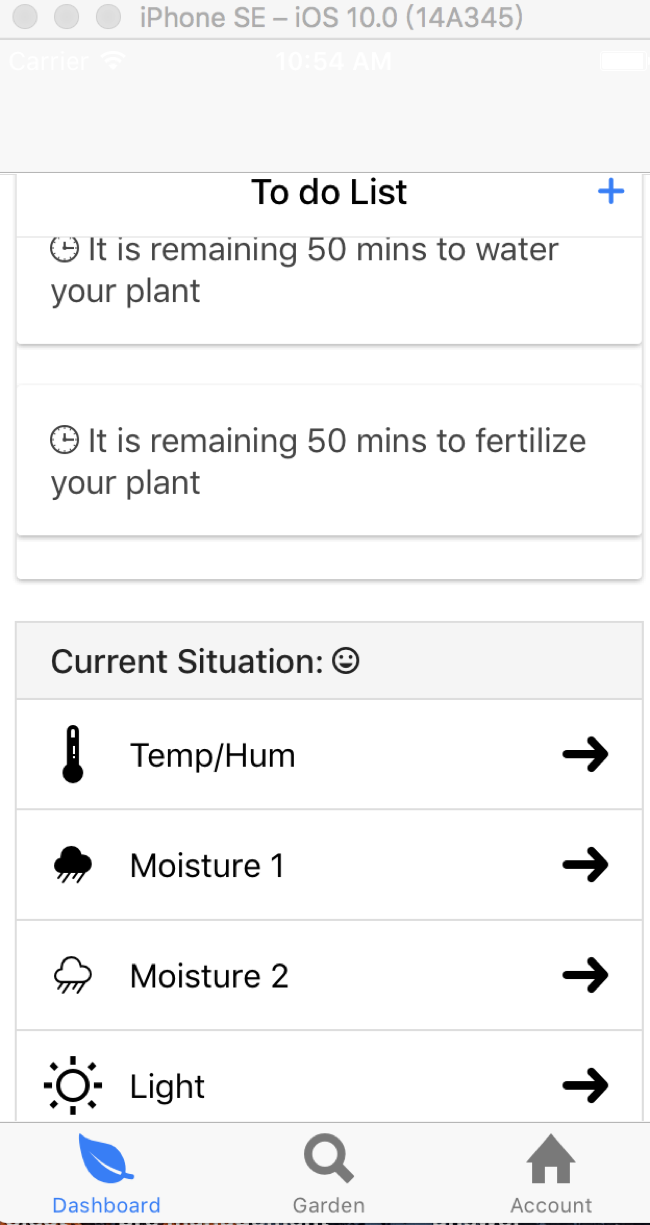 iPhone SE – iOS 10.0 (14A345)
Carrier 10:54 AM
To do List +
It is remaining 50 mins to water
your plant
It is remaining 50 mins to fertilize
your plant
Current Situation:
Temp/Hum
Moisture 1
Moisture 2
Light
Dashboard Garden Account